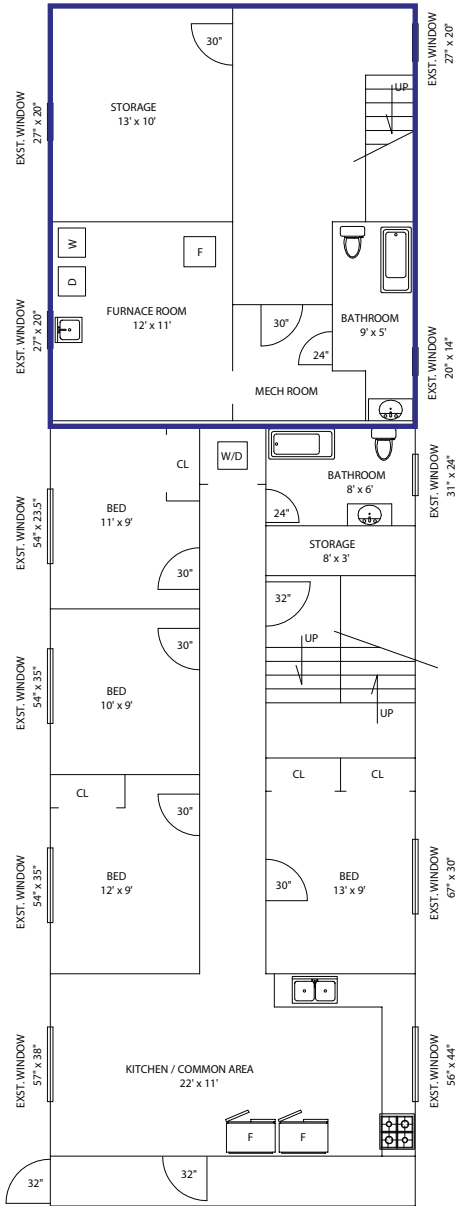 EXST. WINDOW
27" x 20"
30"
UP
STORAGE
13' x 10'
EXST. WINDOW
27" x 20"
W
F
D
FURNACE ROOM
12' x 11'
30"
BATHROOM
9' x 5'
EXST. WINDOW
27" x 20"
24"
EXST. WINDOW
20" x 14"
MECH ROOM
CL
W/D
BATHROOM
8' x 6'
EXST. WINDOW
31" x 24"
BED
11' x 9'
24"
EXST. WINDOW
54" x 23.5"
STORAGE
8' x 3'
30"
32"
30"
UP
BED
10' x 9'
EXST. WINDOW
54" x 35"
UP
CL
CL
CL
30"
BED
12' x 9'
EXST. WINDOW
54" x 35"
30"
BED
13' x 9'
EXST. WINDOW
67" x 30"
KITCHEN / COMMON AREA
22' x 11'
EXST. WINDOW
57" x 38"
EXST. WINDOW
56" x 44"
F
F
32"
32"